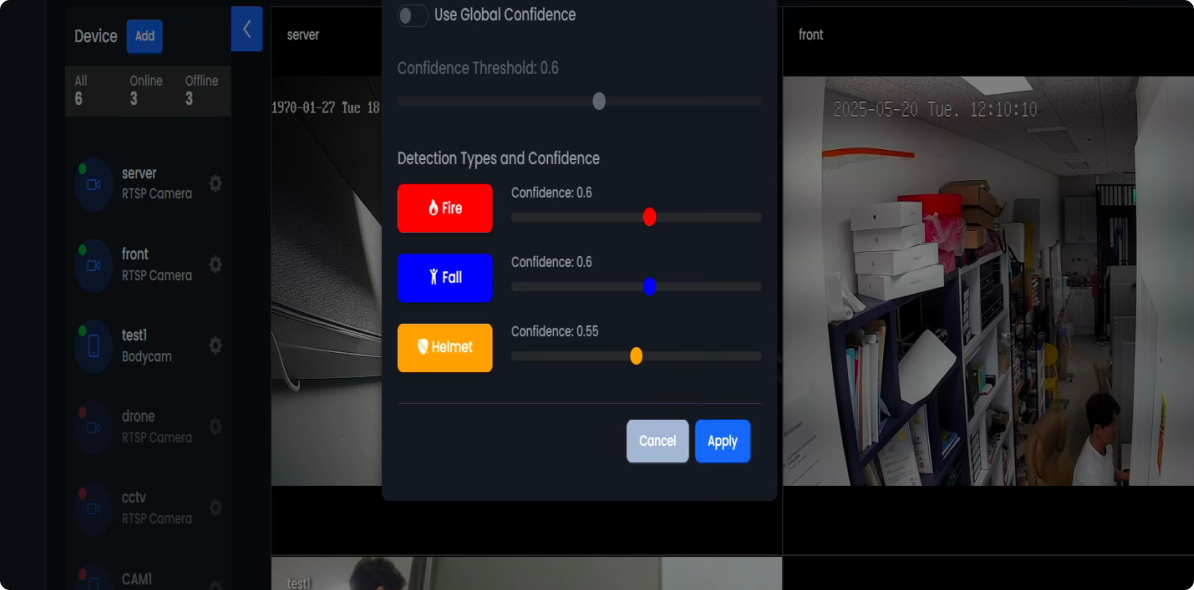 Device
Add
All
6
Online
3
Offline
3
server
RTSP Camera
front
RTSP Camera
test1
Bodycam
drone
RTSP Camera
cctv
RTSP Camera
CAM1
server
1970-01-27 Tue 18
Use Global Confidence
Confidence Threshold: 0.6
Detection Types and Confidence
Fire
Confidence: 0.6
Fall
Confidence: 0.6
Helmet
Confidence: 0.55
Cancel
Apply
front
2025-05-20 Tue. 12:10:10
test1